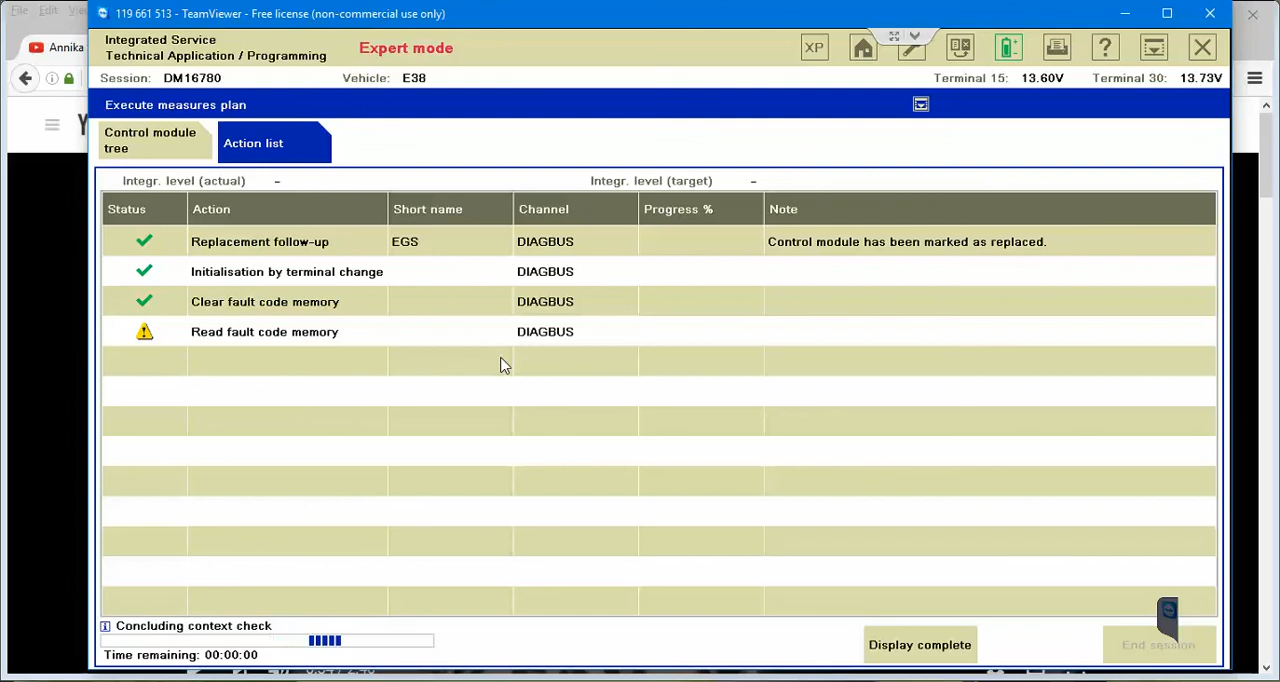 File Edit Vie
119 661 513 - TeamViewer - Free license (non-commercial use only)
Annika
Integrated Service
Technical Application / Programming
Expert mode
XP
Session: DM16780 Vehicle: E38 Terminal 15: 13.60V Terminal 30: 13.73V
Execute measures plan
Control module
tree
Action list
Integr. level (actual) - Integr. level (target) -
Status Action Short name Channel Progress % Note
Replacement follow-up EGS DIAGBUS Control module has been marked as replaced.
Initialisation by terminal change DIAGBUS
Clear fault code memory DIAGBUS
Read fault code memory DIAGBUS
Concluding context check
Time remaining: 00:00:00
Display complete
End session